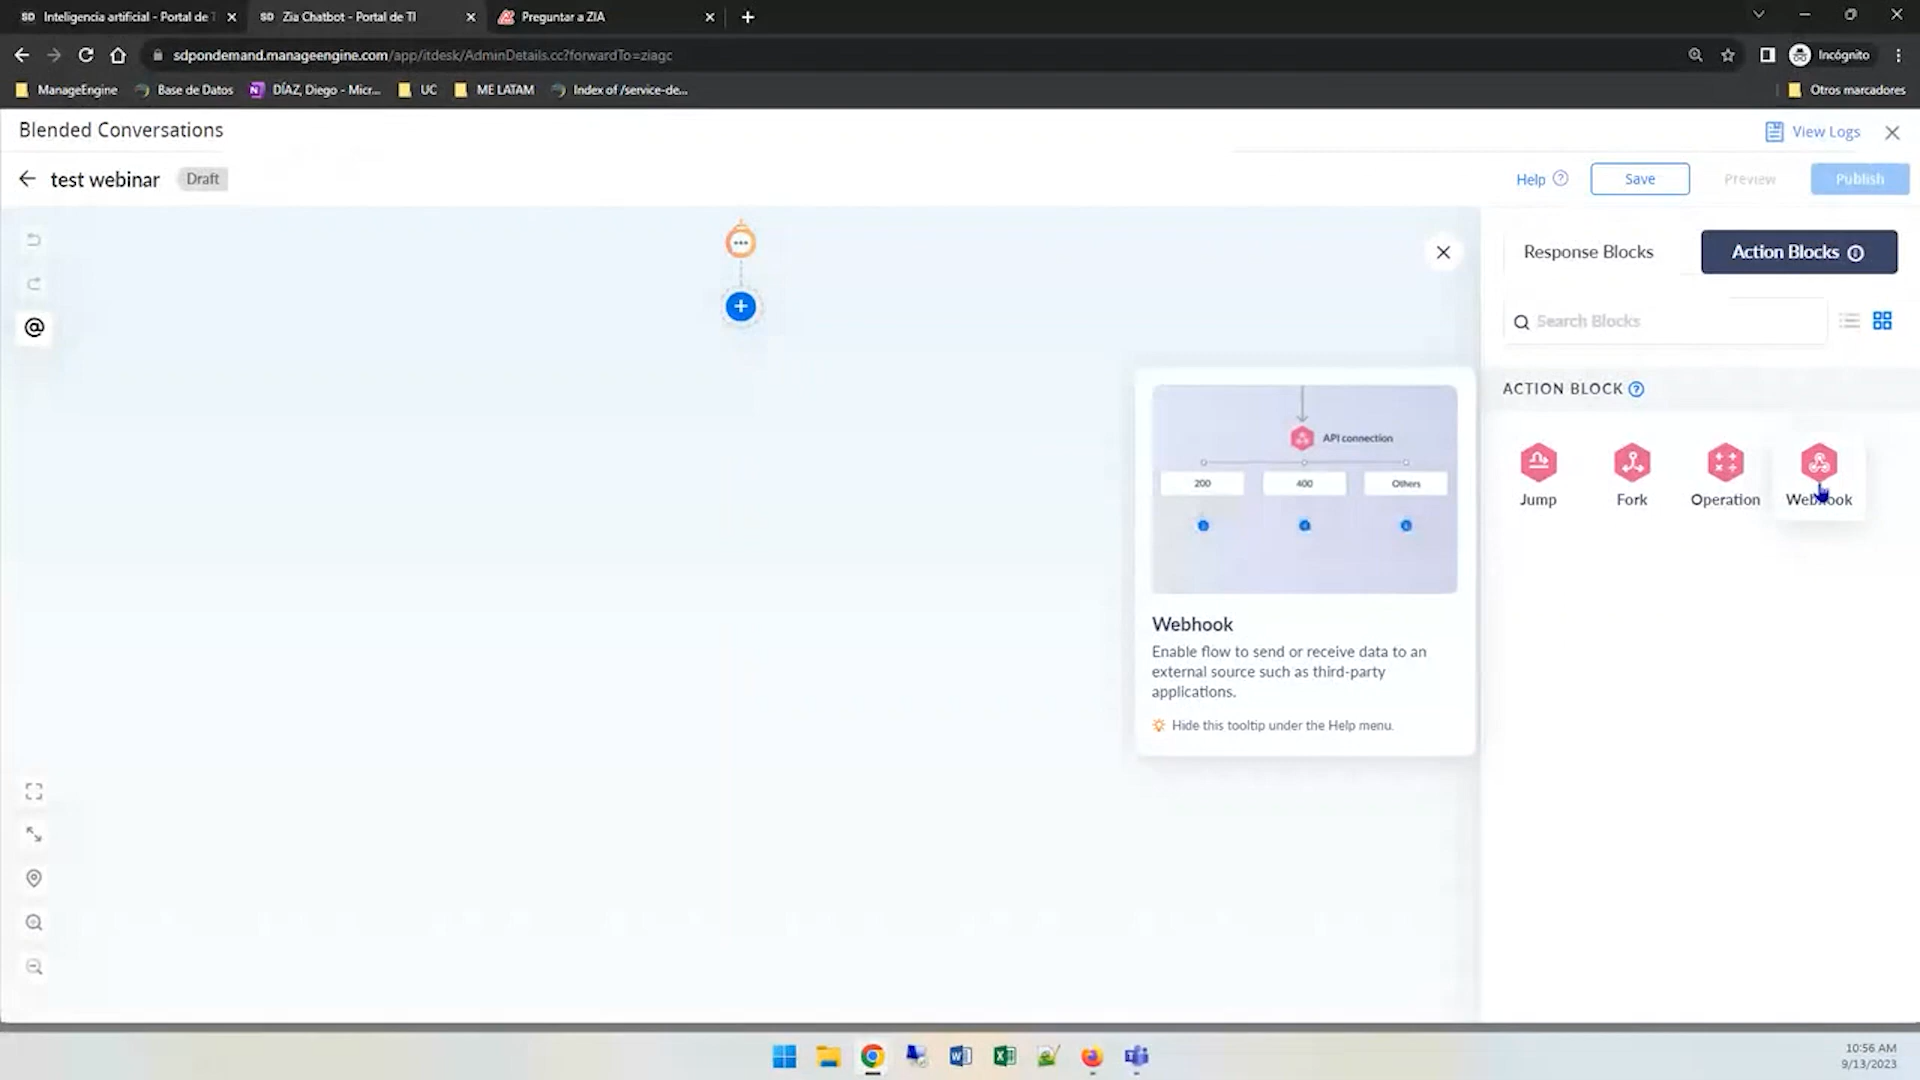 Inteligencia artificial - Portal de T
Zia Chatbot - Portal de TI
Preguntar a ZIA
sdpondemand.manageengine.com/app/itdesk/AdminDetails.cc?forwardTo=ziagc
Incógnito
ManageEngine
Base de Datos
DÍAZ, Diego - Micr...
UC
ME LATAM
Index of /service-de...
Otros marcadores
Blended Conversations
View Logs
test webinar
Draft
Help
Save
Preview
Publish
Response Blocks
Action Blocks
Search Blocks
ACTION BLOCK
Jump
Fork
Operation
Webhook
API connection
200
400
Others
Webhook
Enable flow to send or receive data to an
external source such as third-party
applications.
Hide this tooltip under the Help menu.
10:56 AM
9/13/2023